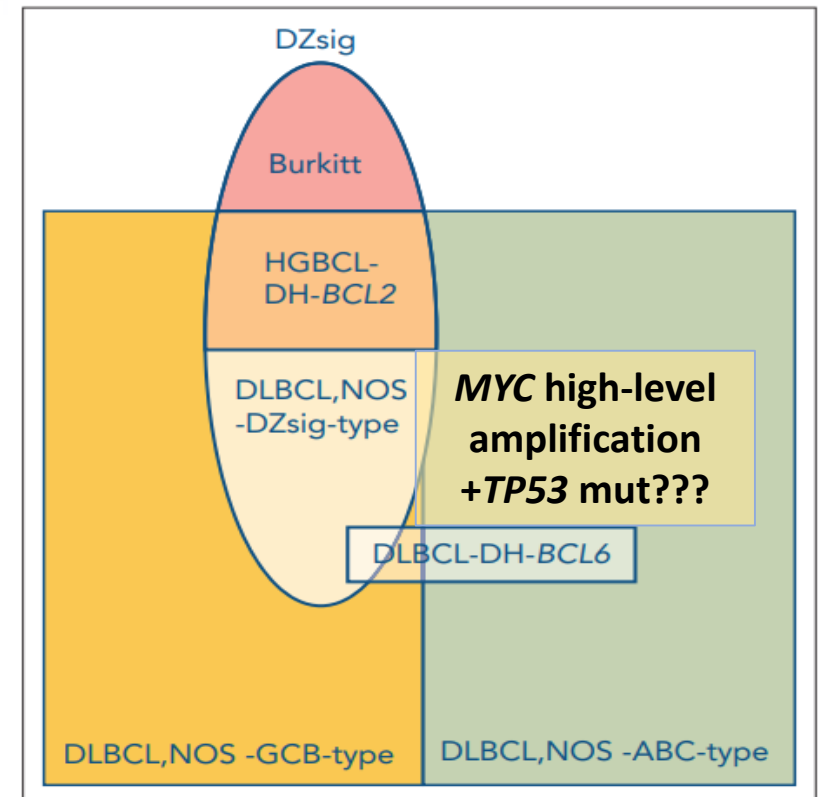 DZsig
Burkitt
HGBCL-
DH-BCL2
DLBCL,NOS
-DZsig-type
MYC high-level
amplification
+TP53 mut???
DLBCL-DH-BCL6
DLBCL,NOS -GCB-type
DLBCL,NOS -ABC-type